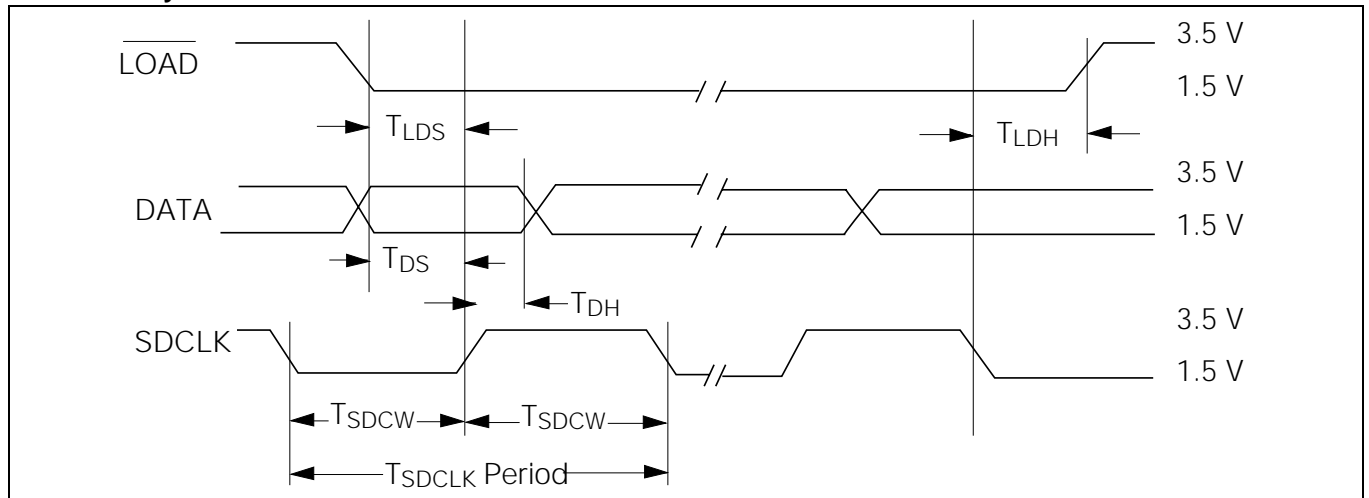 LOAD
3.5 V
1.5 V
TLDS
TLDH
DATA
3.5 V
1.5 V
TDS
TDH
SDCLK
3.5 V
1.5 V
TSDCW
TSDCW
TSDCLK Period